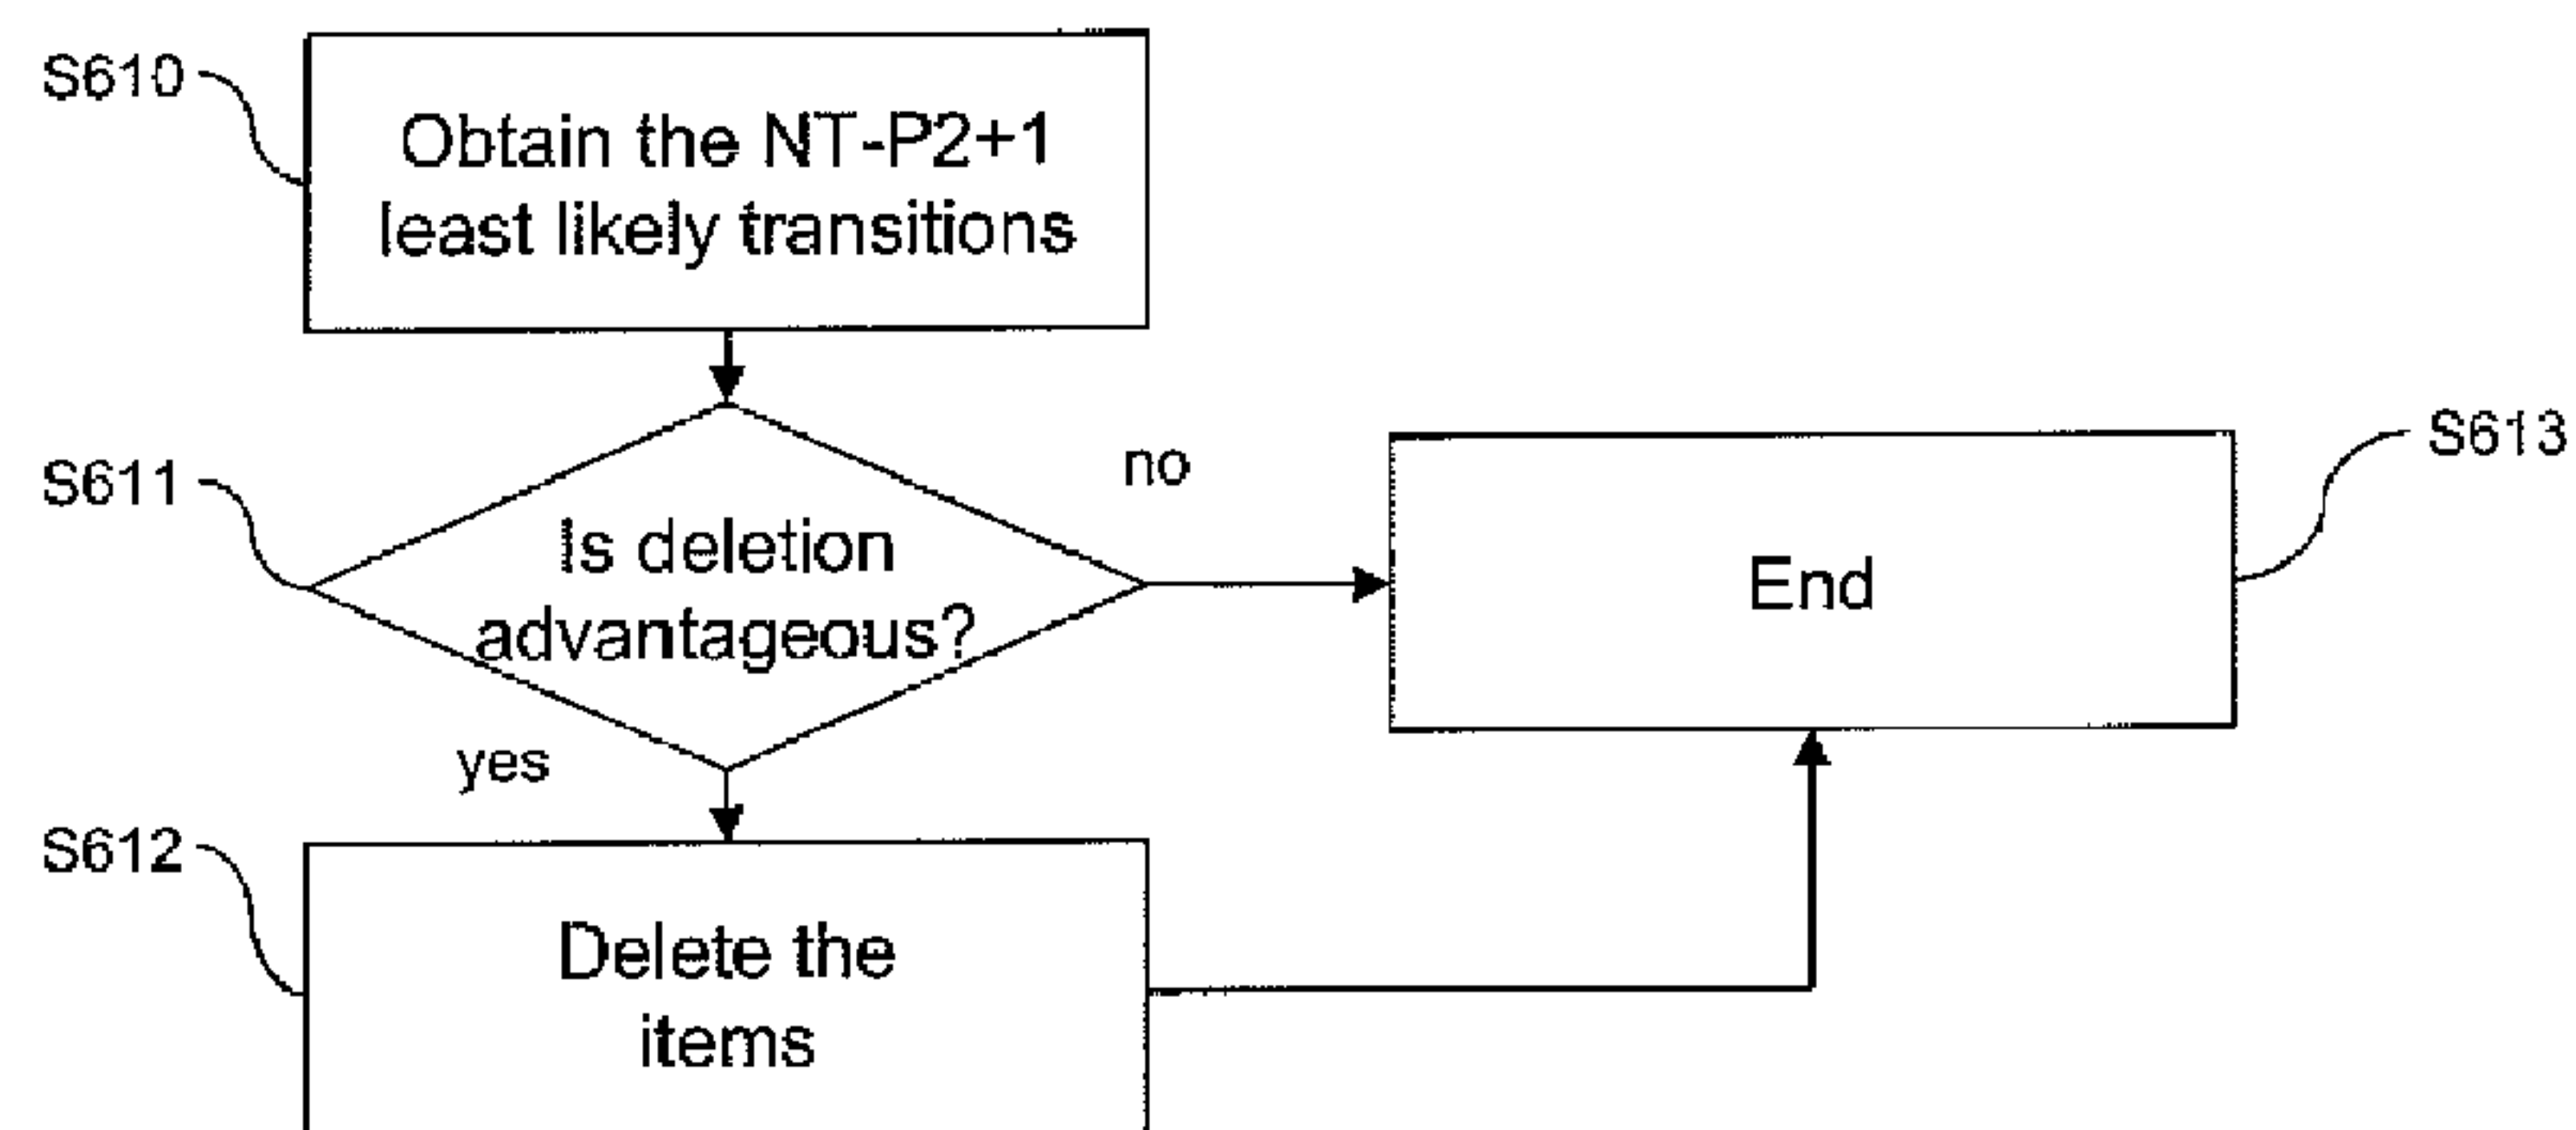 S610
Obtain the NT-P2+1
least likely transitions
S611
Is deletion
advantageous?
no
yes
End
S613
S612
Delete the
items